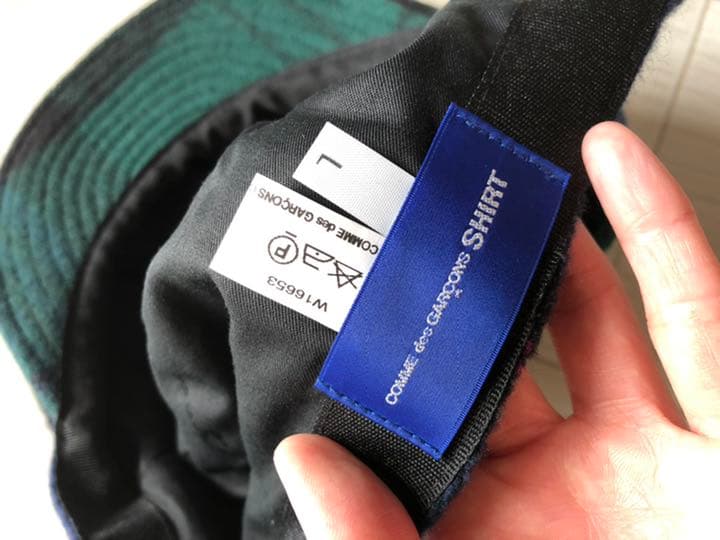 COMME des GARÇONS SHIRT
L
COMME des GARÇONS
W16653
P